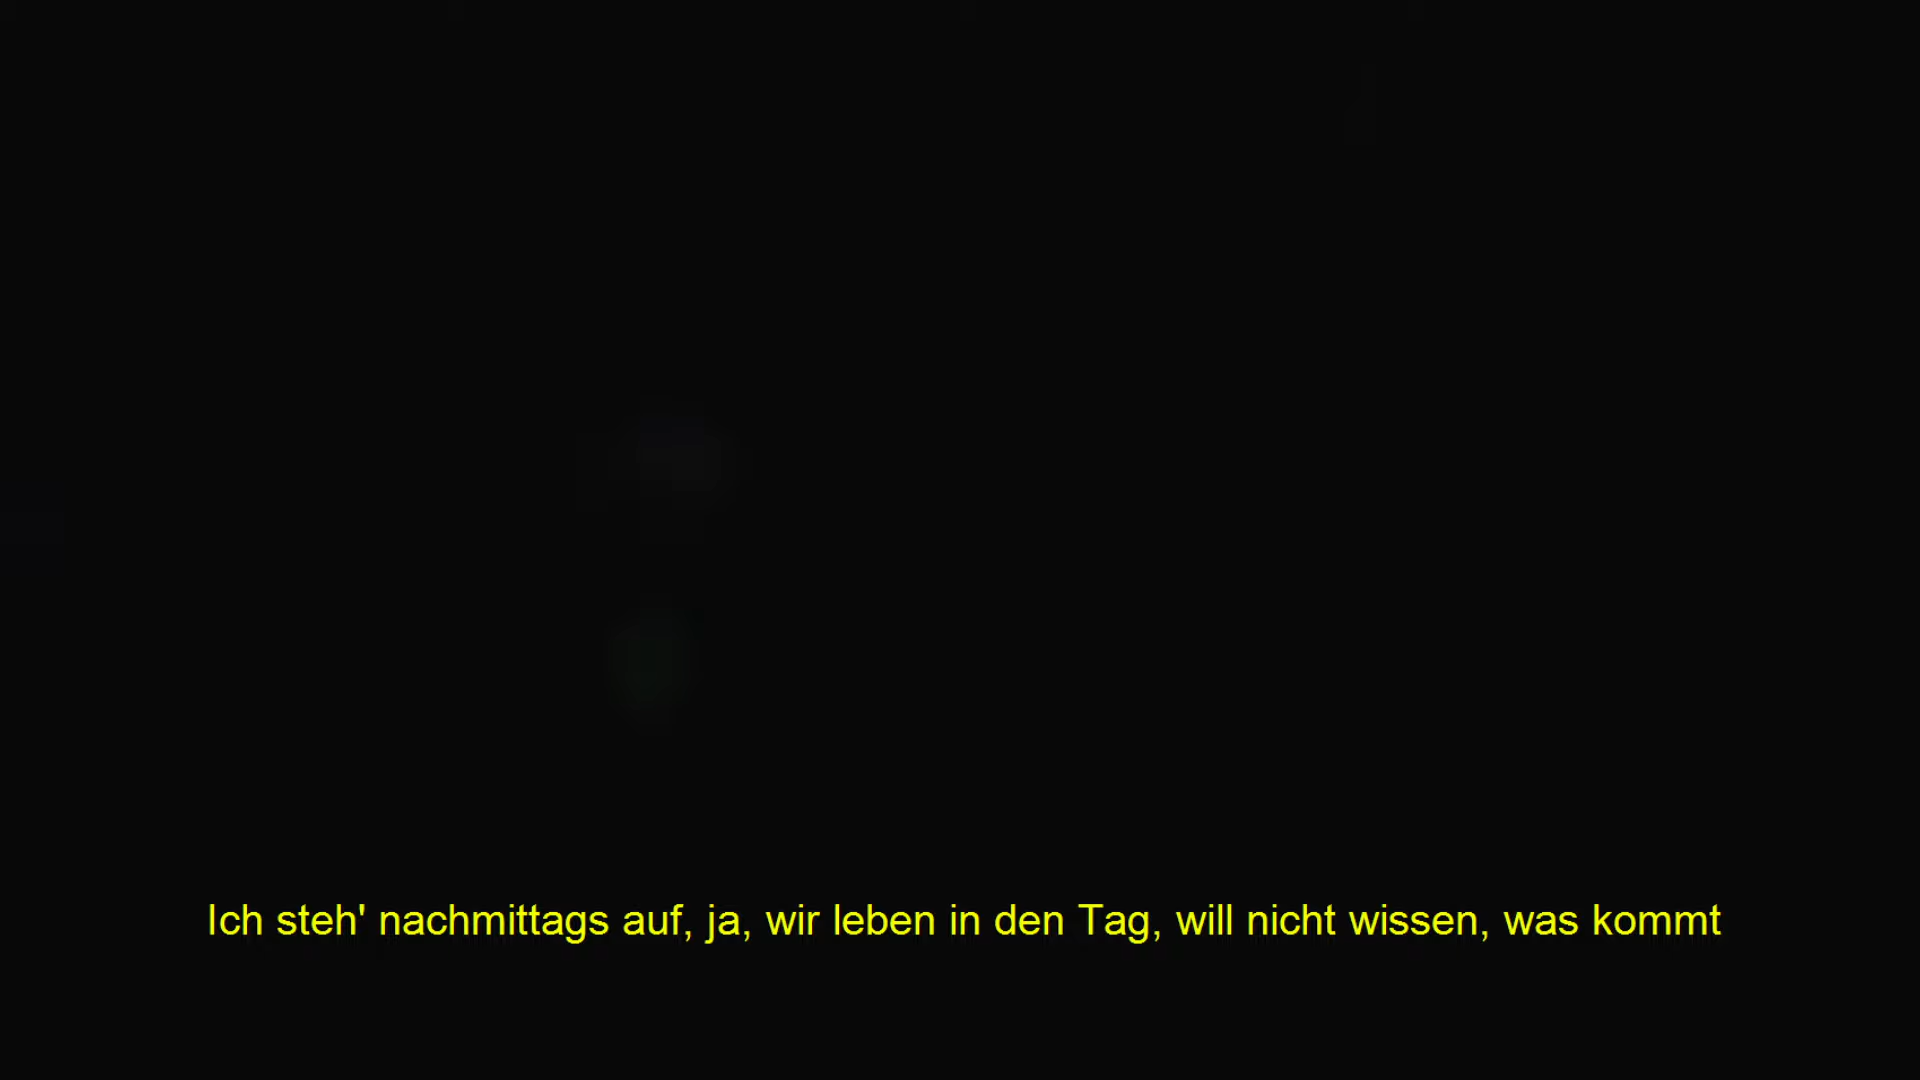 Ich steh' nachmittags auf, ja, wir leben in den Tag, will nicht wissen, was kommt